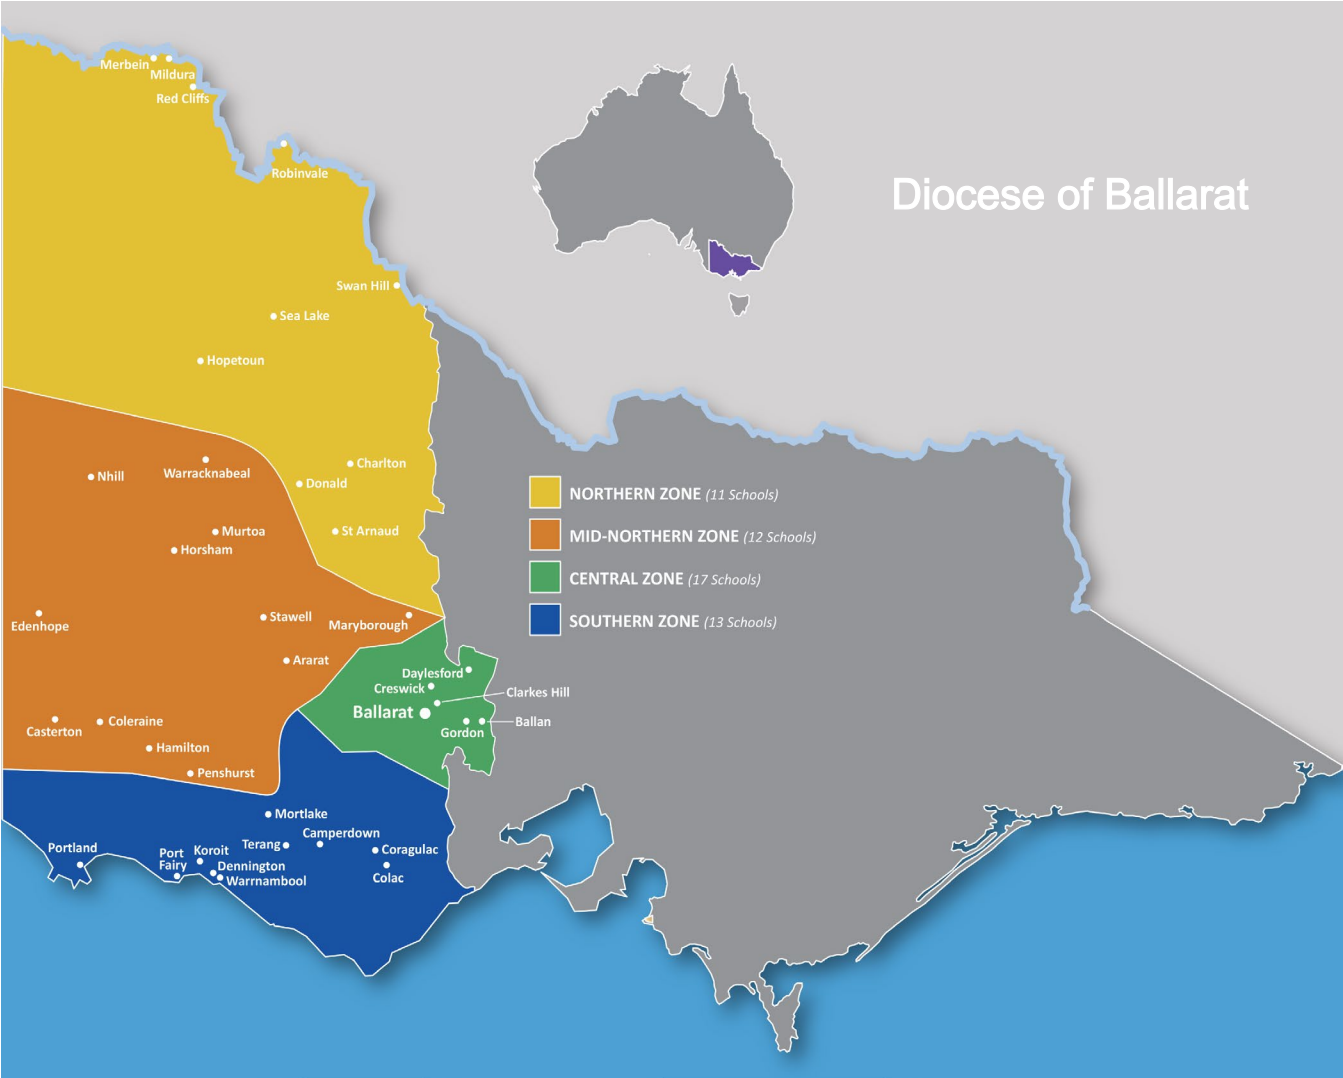 Merbein
Mildura
Red Cliffs
Robinvale
Diocese of Ballarat
Swan Hill
Sea Lake
Hopetoun
Charlton
Warracknabeal
Nhill
Donald
NORTHERN ZONE (11 Schools)
St Arnaud
Murtoa
MID-NORTHERN ZONE (12 Schools)
Horsham
CENTRAL ZONE (17 Schools)
Stawell
SOUTHERN ZONE (13 Schools)
Edenhope
Maryborough
Ararat
Daylesford
Creswick
Clarkes Hill
Ballarat
Coleraine
Ballan
Casterton
Gordon
Hamilton
Penshurst
Mortlake
Camperdown
Terang
Portland
Koroit
Coragulac
Port
Fairy
Dennington
Colac
Warrnambool